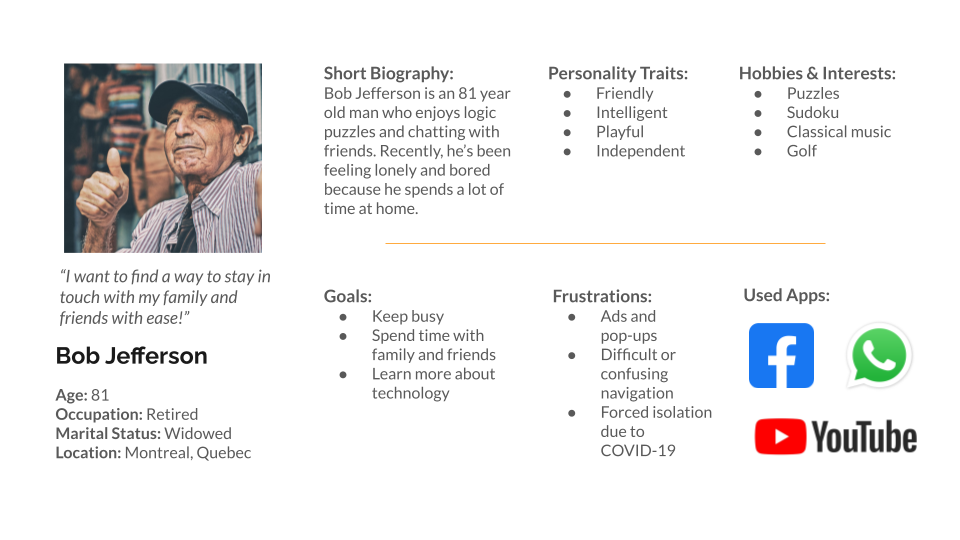 “I want to find a way to stay in
touch with my family and
friends with ease!”
Bob Jefferson
Age: 81
Occupation: Retired
Marital Status: Widowed
Location: Montreal, Quebec
Short Biography:
Bob Jefferson is an 81 year
old man who enjoys logic
puzzles and chatting with
friends. Recently, he’s been
feeling lonely and bored
because he spends a lot of
time at home.
Personality Traits:
● Friendly
● Intelligent
● Playful
● Independent
Hobbies & Interests:
● Puzzles
● Sudoku
● Classical music
● Golf
Goals:
● Keep busy
● Spend time with
family and friends
● Learn more about
technology
Frustrations:
● Ads and
pop-ups
● Difficult or
confusing
navigation
● Forced isolation
due to
COVID-19
Used Apps:
f
YouTube